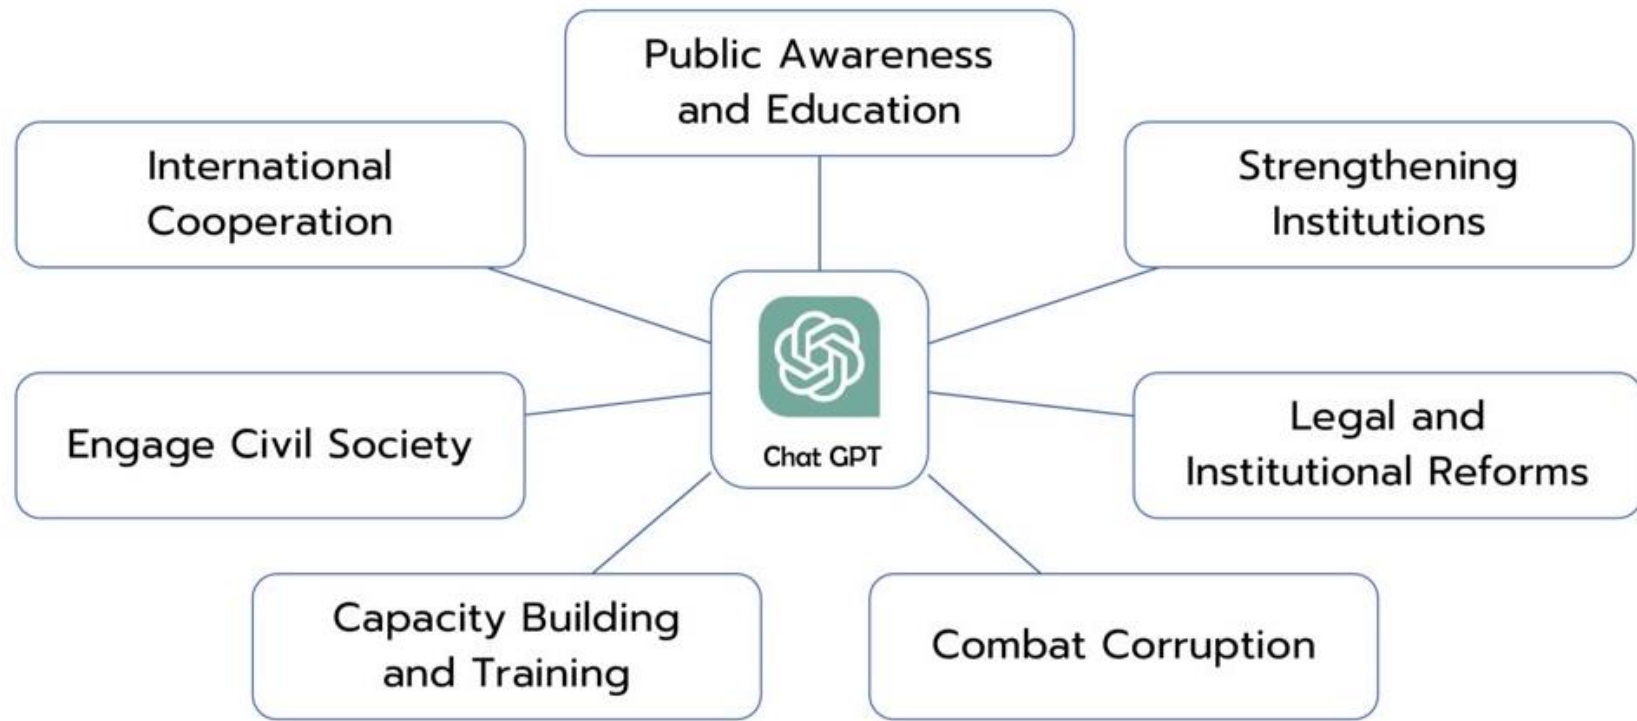 Public Awareness
and Education
International
Cooperation
Strengthening
Institutions
Engage Civil Society
Chat GPT
Legal and
Institutional Reforms
Capacity Building
and Training
Combat Corruption